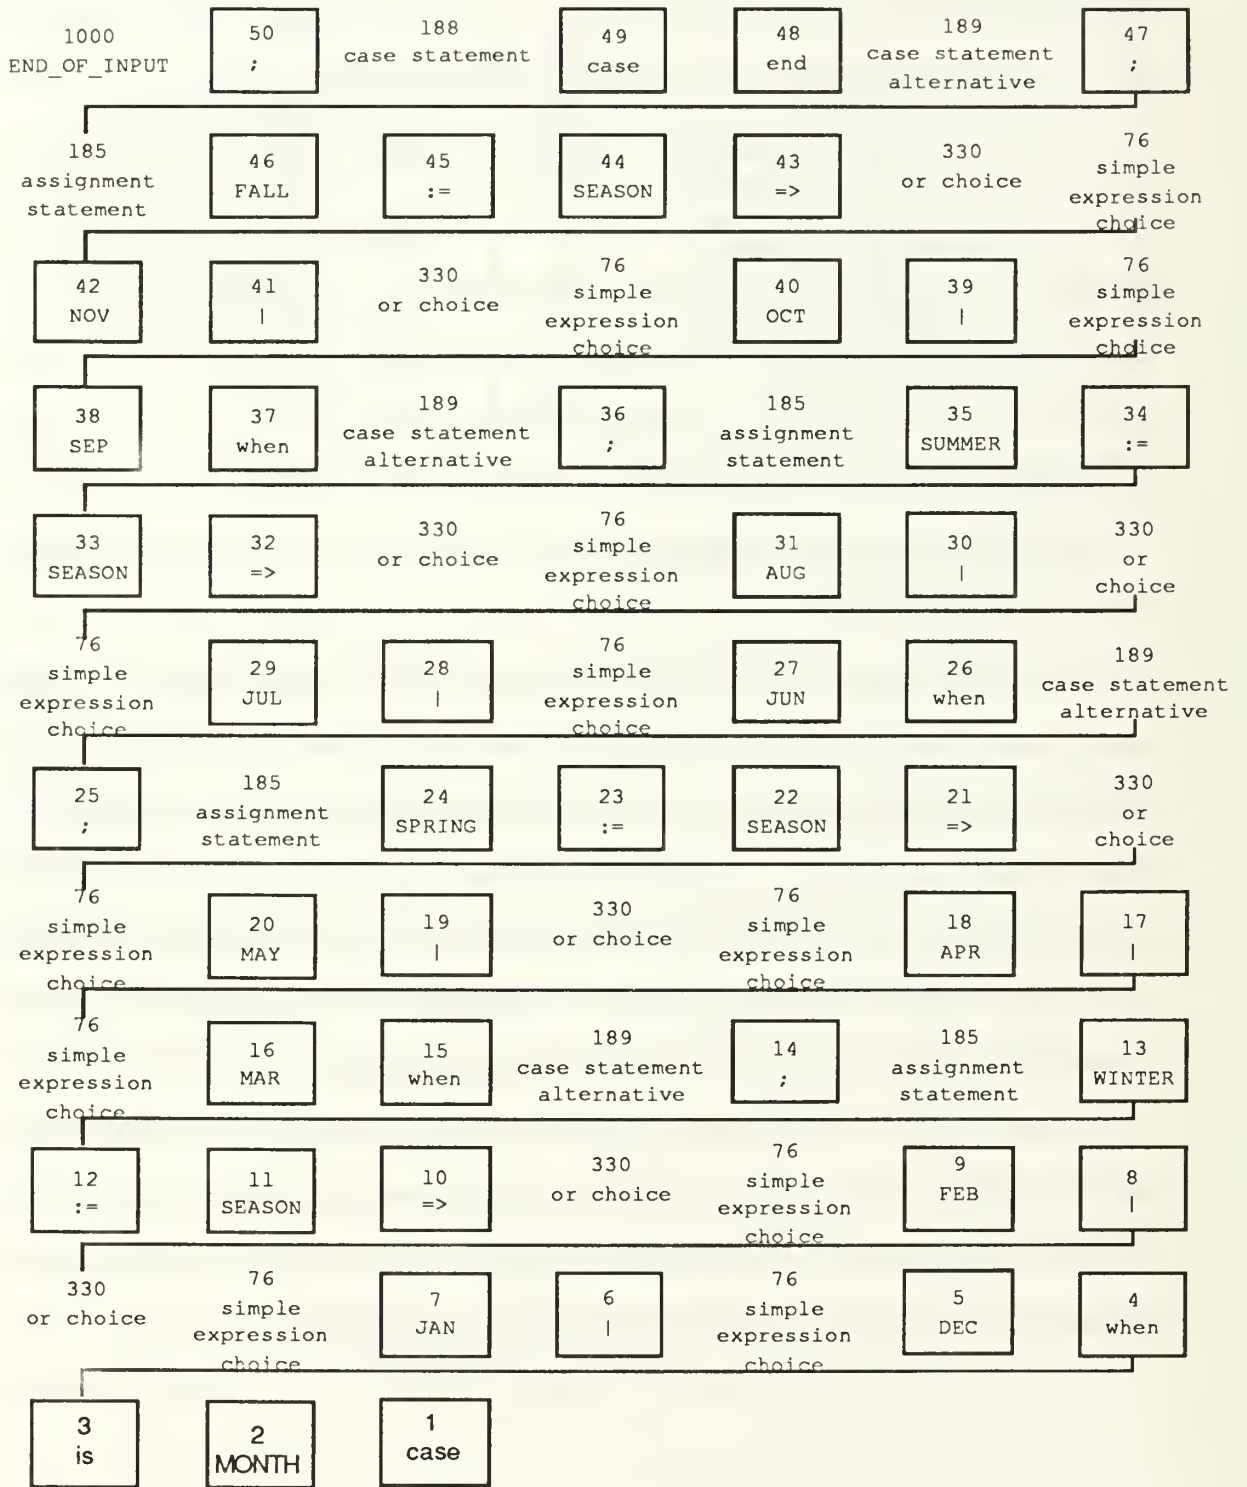 1000
END_OF_INPUT
50
;
188
case statement
49
case
48
end
189
case statement
alternative
47
;
185
assignment
statement
46
FALL
45
:=
44
SEASON
43
=>
330
or choice
76
simple
expression
choice
42
NOV
41
|
330
or choice
76
simple
expression
choice
40
OCT
39
|
76
simple
expression
choice
38
SEP
37
when
189
case statement
alternative
36
;
185
assignment
statement
35
SUMMER
34
:=
33
SEASON
32
=>
330
or choice
76
simple
expression
choice
31
AUG
30
|
330
or
choice
76
simple
expression
choice
29
JUL
28
|
76
simple
expression
choice
27
JUN
26
when
189
case statement
alternative
25
;
185
assignment
statement
24
SPRING
23
:=
22
SEASON
21
=>
330
or
choice
76
simple
expression
choice
20
MAY
19
|
330
or choice
76
simple
expression
choice
18
APR
17
|
76
simple
expression
choice
16
MAR
15
when
189
case statement
alternative
14
;
185
assignment
statement
13
WINTER
12
:=
11
SEASON
10
=>
330
or choice
76
simple
expression
choice
9
FEB
8
|
330
or choice
76
simple
expression
choice
7
JAN
6
|
76
simple
expression
choice
5
DEC
4
when
3
is
2
MONTH
1
case